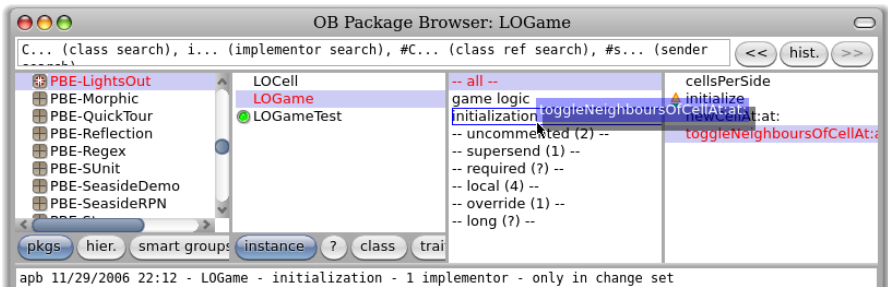 OB Package Browser: LOGame
C... (class search), i... (implementor search), #C... (class ref search), #s... (sender
search)
<< hist. >>
PBE-LightsOut
PBE-Morphic
PBE-QuickTour
PBE-Reflection
PBE-Regex
PBE-SUnit
PBE-SeasideDemo
PBE-SeasideRPN
LOCell
LOGame
LOGameTest
-- all --
game logic
initialization
-- uncommented (2) --
-- supersend (1) --
-- required (?) --
-- local (4) --
-- override (1) --
-- long (?) --
toggleNeighboursOfCellAt:at:
cellsPerSide
initialize
newCellAt:at:
toggleNeighboursOfCellAt:a
pkgs hier. smart groups instance ? class trai
apb 11/29/2006 22:12 - LOGame - initialization - 1 implementor - only in change set